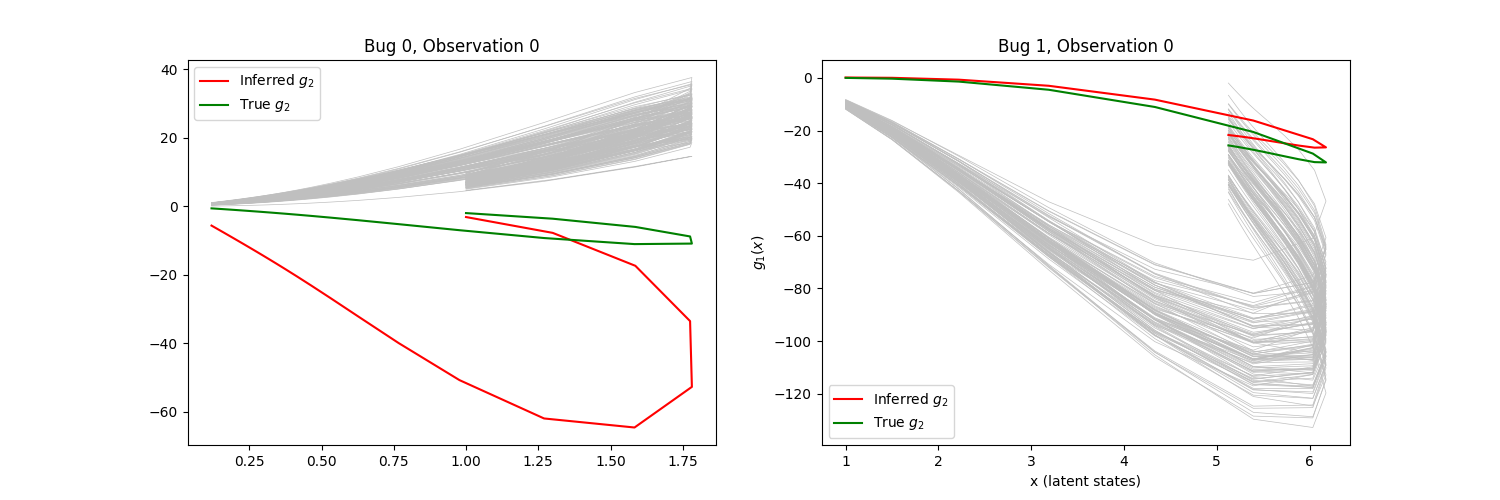 Bug 0, Observation 0
Inferred g₂
True g₂
40
20
0
−20
−40
−60
0.25 0.50 0.75 1.00 1.25 1.50 1.75
Bug 1, Observation 0
g₁(x)
0
−20
−40
−60
−80
−100
−120
Inferred g₂
True g₂
1 2 3 4 5 6
x (latent states)